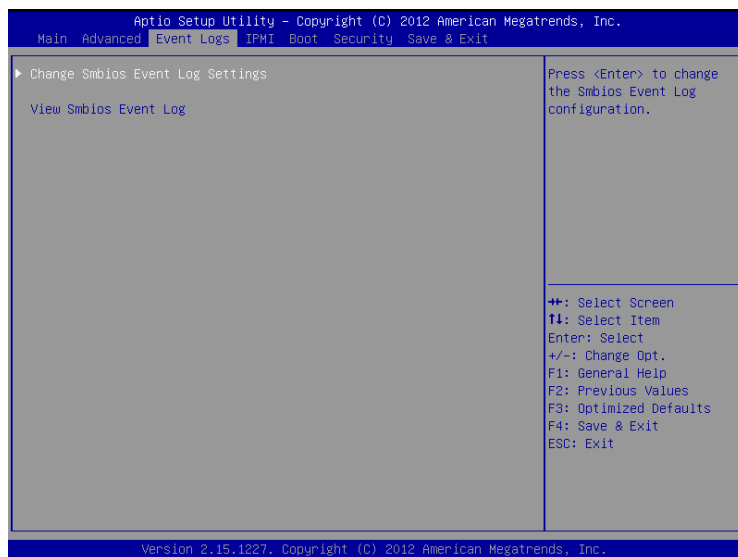 Aptio Setup Utility – Copyright (C) 2012 American Megatrends, Inc.
Main Advanced Event Logs IPMI Boot Security Save & Exit
▶ Change Smbios Event Log Settings
View Smbios Event Log
Press <Enter> to change
the Smbios Event Log
configuration.
→←: Select Screen
↑↓: Select Item
Enter: Select
+/-: Change Opt.
F1: General Help
F2: Previous Values
F3: Optimized Defaults
F4: Save & Exit
ESC: Exit
Version 2.15.1227. Copyright (C) 2012 American Megatrends, Inc.